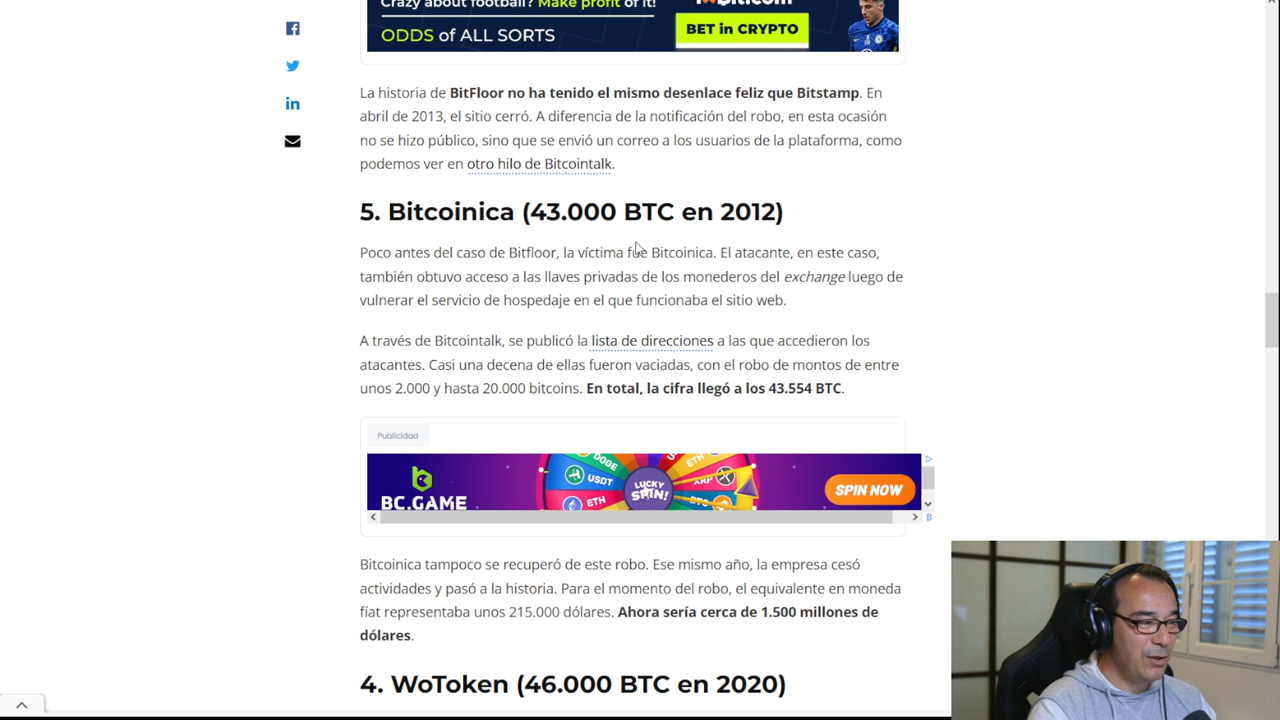 Crazy about football? Make profit of it!
ODDS of ALL SORTS
BET in CRYPTO
La historia de BitFloor no ha tenido el mismo desenlace feliz que Bitstamp. En
abril de 2013, el sitio cerró. A diferencia de la notificación del robo, en esta ocasión
no se hizo público, sino que se envió un correo a los usuarios de la plataforma, como
podemos ver en otro hilo de Bitcointalk.
5. Bitcoinica (43.000 BTC en 2012)
Poco antes del caso de Bitfloor, la víctima fue Bitcoinica. El atacante, en este caso,
también obtuvo acceso a las llaves privadas de los monederos del exchange luego de
vulnerar el servicio de hospedaje en el que funcionaba el sitio web.
A través de Bitcointalk, se publicó la lista de direcciones a las que accedieron los
atacantes. Casi una decena de ellas fueron vaciadas, con el robo de montos de entre
unos 2.000 y hasta 20.000 bitcoins. En total, la cifra llegó a los 43.554 BTC.
Publicidad
BC.GAME
DOGE
USDT
ETH
LUCKY
SPIN!
ETH
XRP
BTC
SPIN NOW
Bitcoinica tampoco se recuperó de este robo. Ese mismo año, la empresa cesó
actividades y pasó a la historia. Para el momento del robo, el equivalente en moneda
fíat representaba unos 215.000 dólares. Ahora sería cerca de 1.500 millones de
dólares.
4. WoToken (46.000 BTC en 2020)